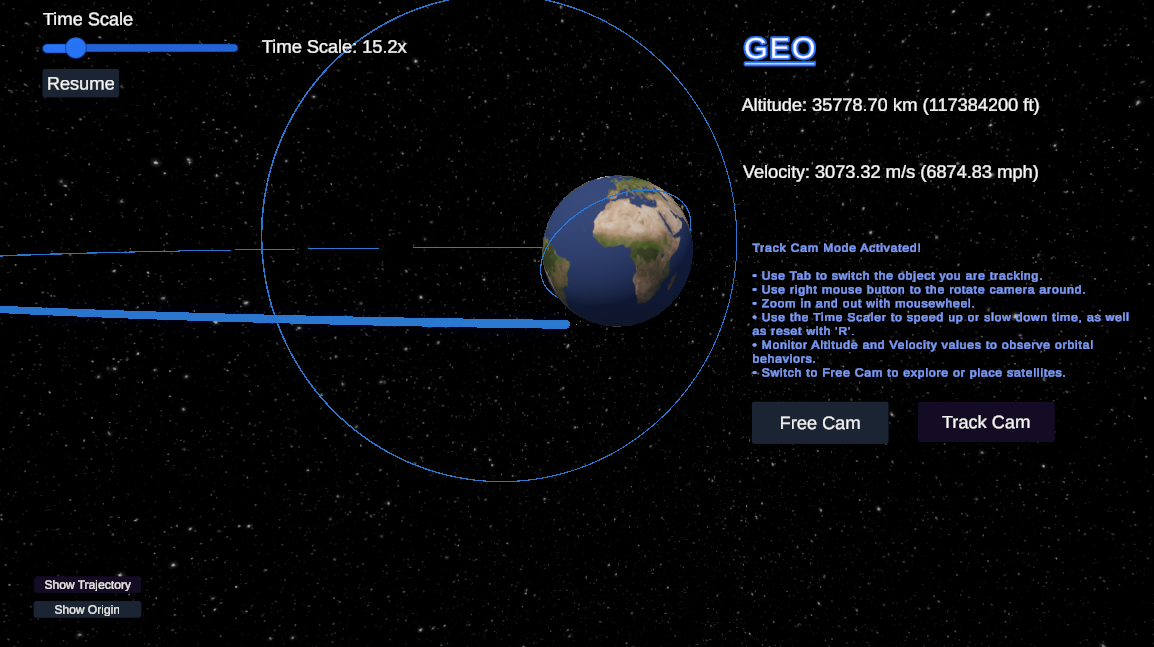 Time Scale
Time Scale: 15.2x
Resume
GEO
Altitude: 35778.70 km (117384200 ft)
Velocity: 3073.32 m/s (6874.83 mph)
Track Cam Mode Activated!
• Use Tab to switch the object you are tracking.
• Use right mouse button to the rotate camera around.
• Zoom in and out with mousewheel.
• Use the Time Scaler to speed up or slow down time, as well
as reset with 'R'.
• Monitor Altitude and Velocity values to observe orbital
behaviors.
• Switch to Free Cam to explore or place satellites.
Free Cam
Track Cam
Show Trajectory
Show Origin